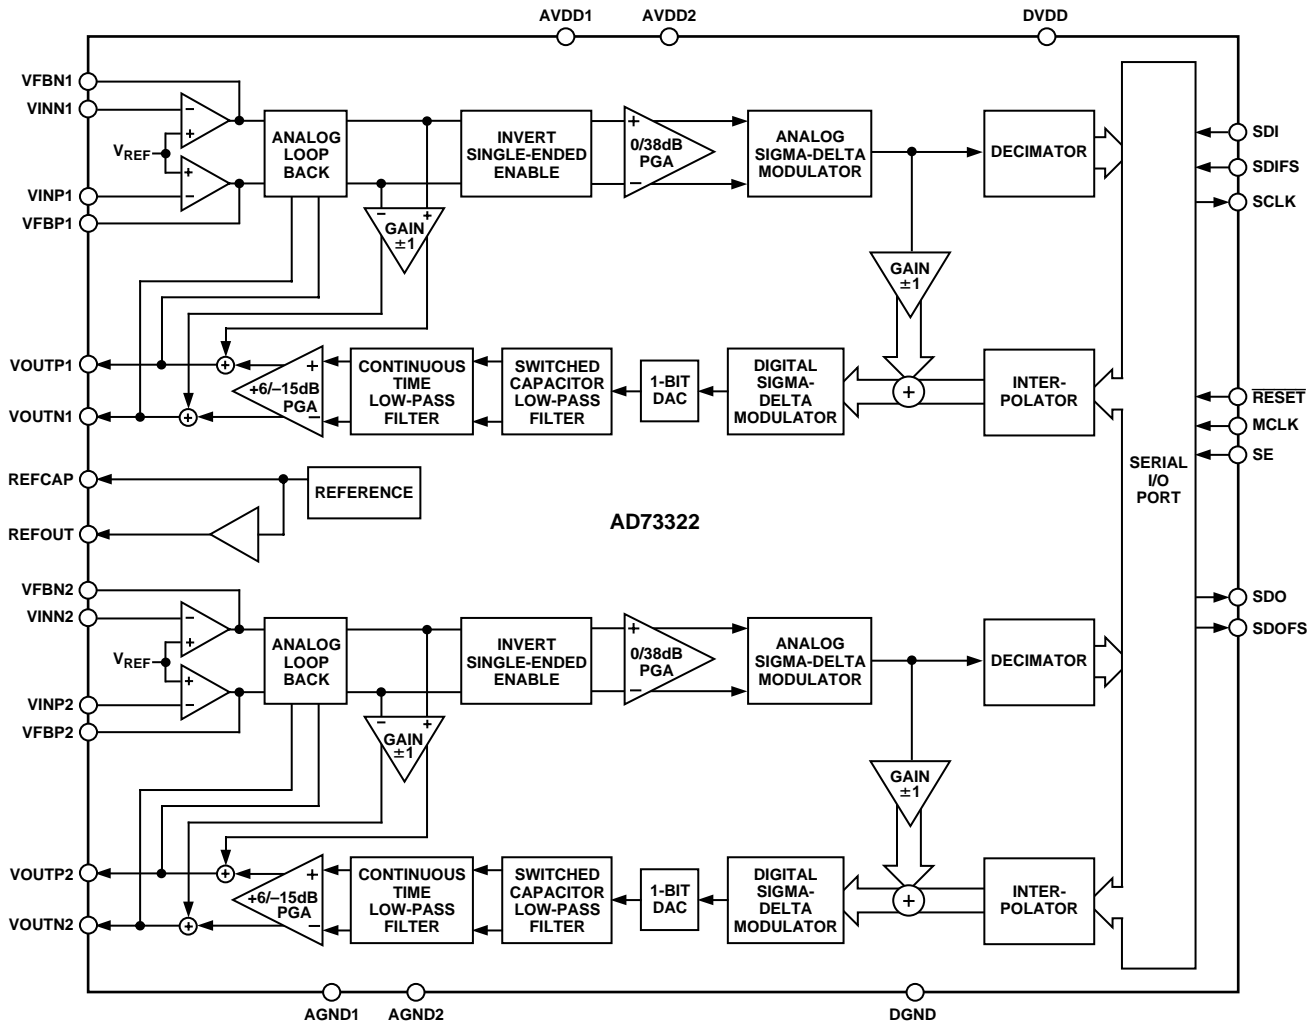 AVDD1
AVDD2
DVDD
VFBN1
VINN1
VREF
VINP1
VFBP1
−
+
+
−
ANALOG
LOOP
BACK
INVERT
SINGLE-ENDED
ENABLE
+
0/38dB
PGA
−
ANALOG
SIGMA-DELTA
MODULATOR
DECIMATOR
SDI
SDIFS
SCLK
− +
GAIN
±1
GAIN
±1
VOUTP1
VOUTN1
+
+
+
+6/–15dB
PGA
−
CONTINUOUS
TIME
LOW-PASS
FILTER
SWITCHED
CAPACITOR
LOW-PASS
FILTER
1-BIT
DAC
DIGITAL
SIGMA-
DELTA
MODULATOR
+
INTER-
POLATOR
RESET
MCLK
SE
SERIAL
I/O
PORT
REFCAP
REFERENCE
REFOUT
AD73322
VFBN2
VINN2
VREF
VINP2
VFBP2
−
+
+
−
ANALOG
LOOP
BACK
INVERT
SINGLE-ENDED
ENABLE
+
0/38dB
PGA
−
ANALOG
SIGMA-DELTA
MODULATOR
DECIMATOR
SDO
SDOFS
− +
GAIN
±1
GAIN
±1
VOUTP2
VOUTN2
+
+
+
+6/–15dB
PGA
−
CONTINUOUS
TIME
LOW-PASS
FILTER
SWITCHED
CAPACITOR
LOW-PASS
FILTER
1-BIT
DAC
DIGITAL
SIGMA-
DELTA
MODULATOR
+
INTER-
POLATOR
AGND1
AGND2
DGND